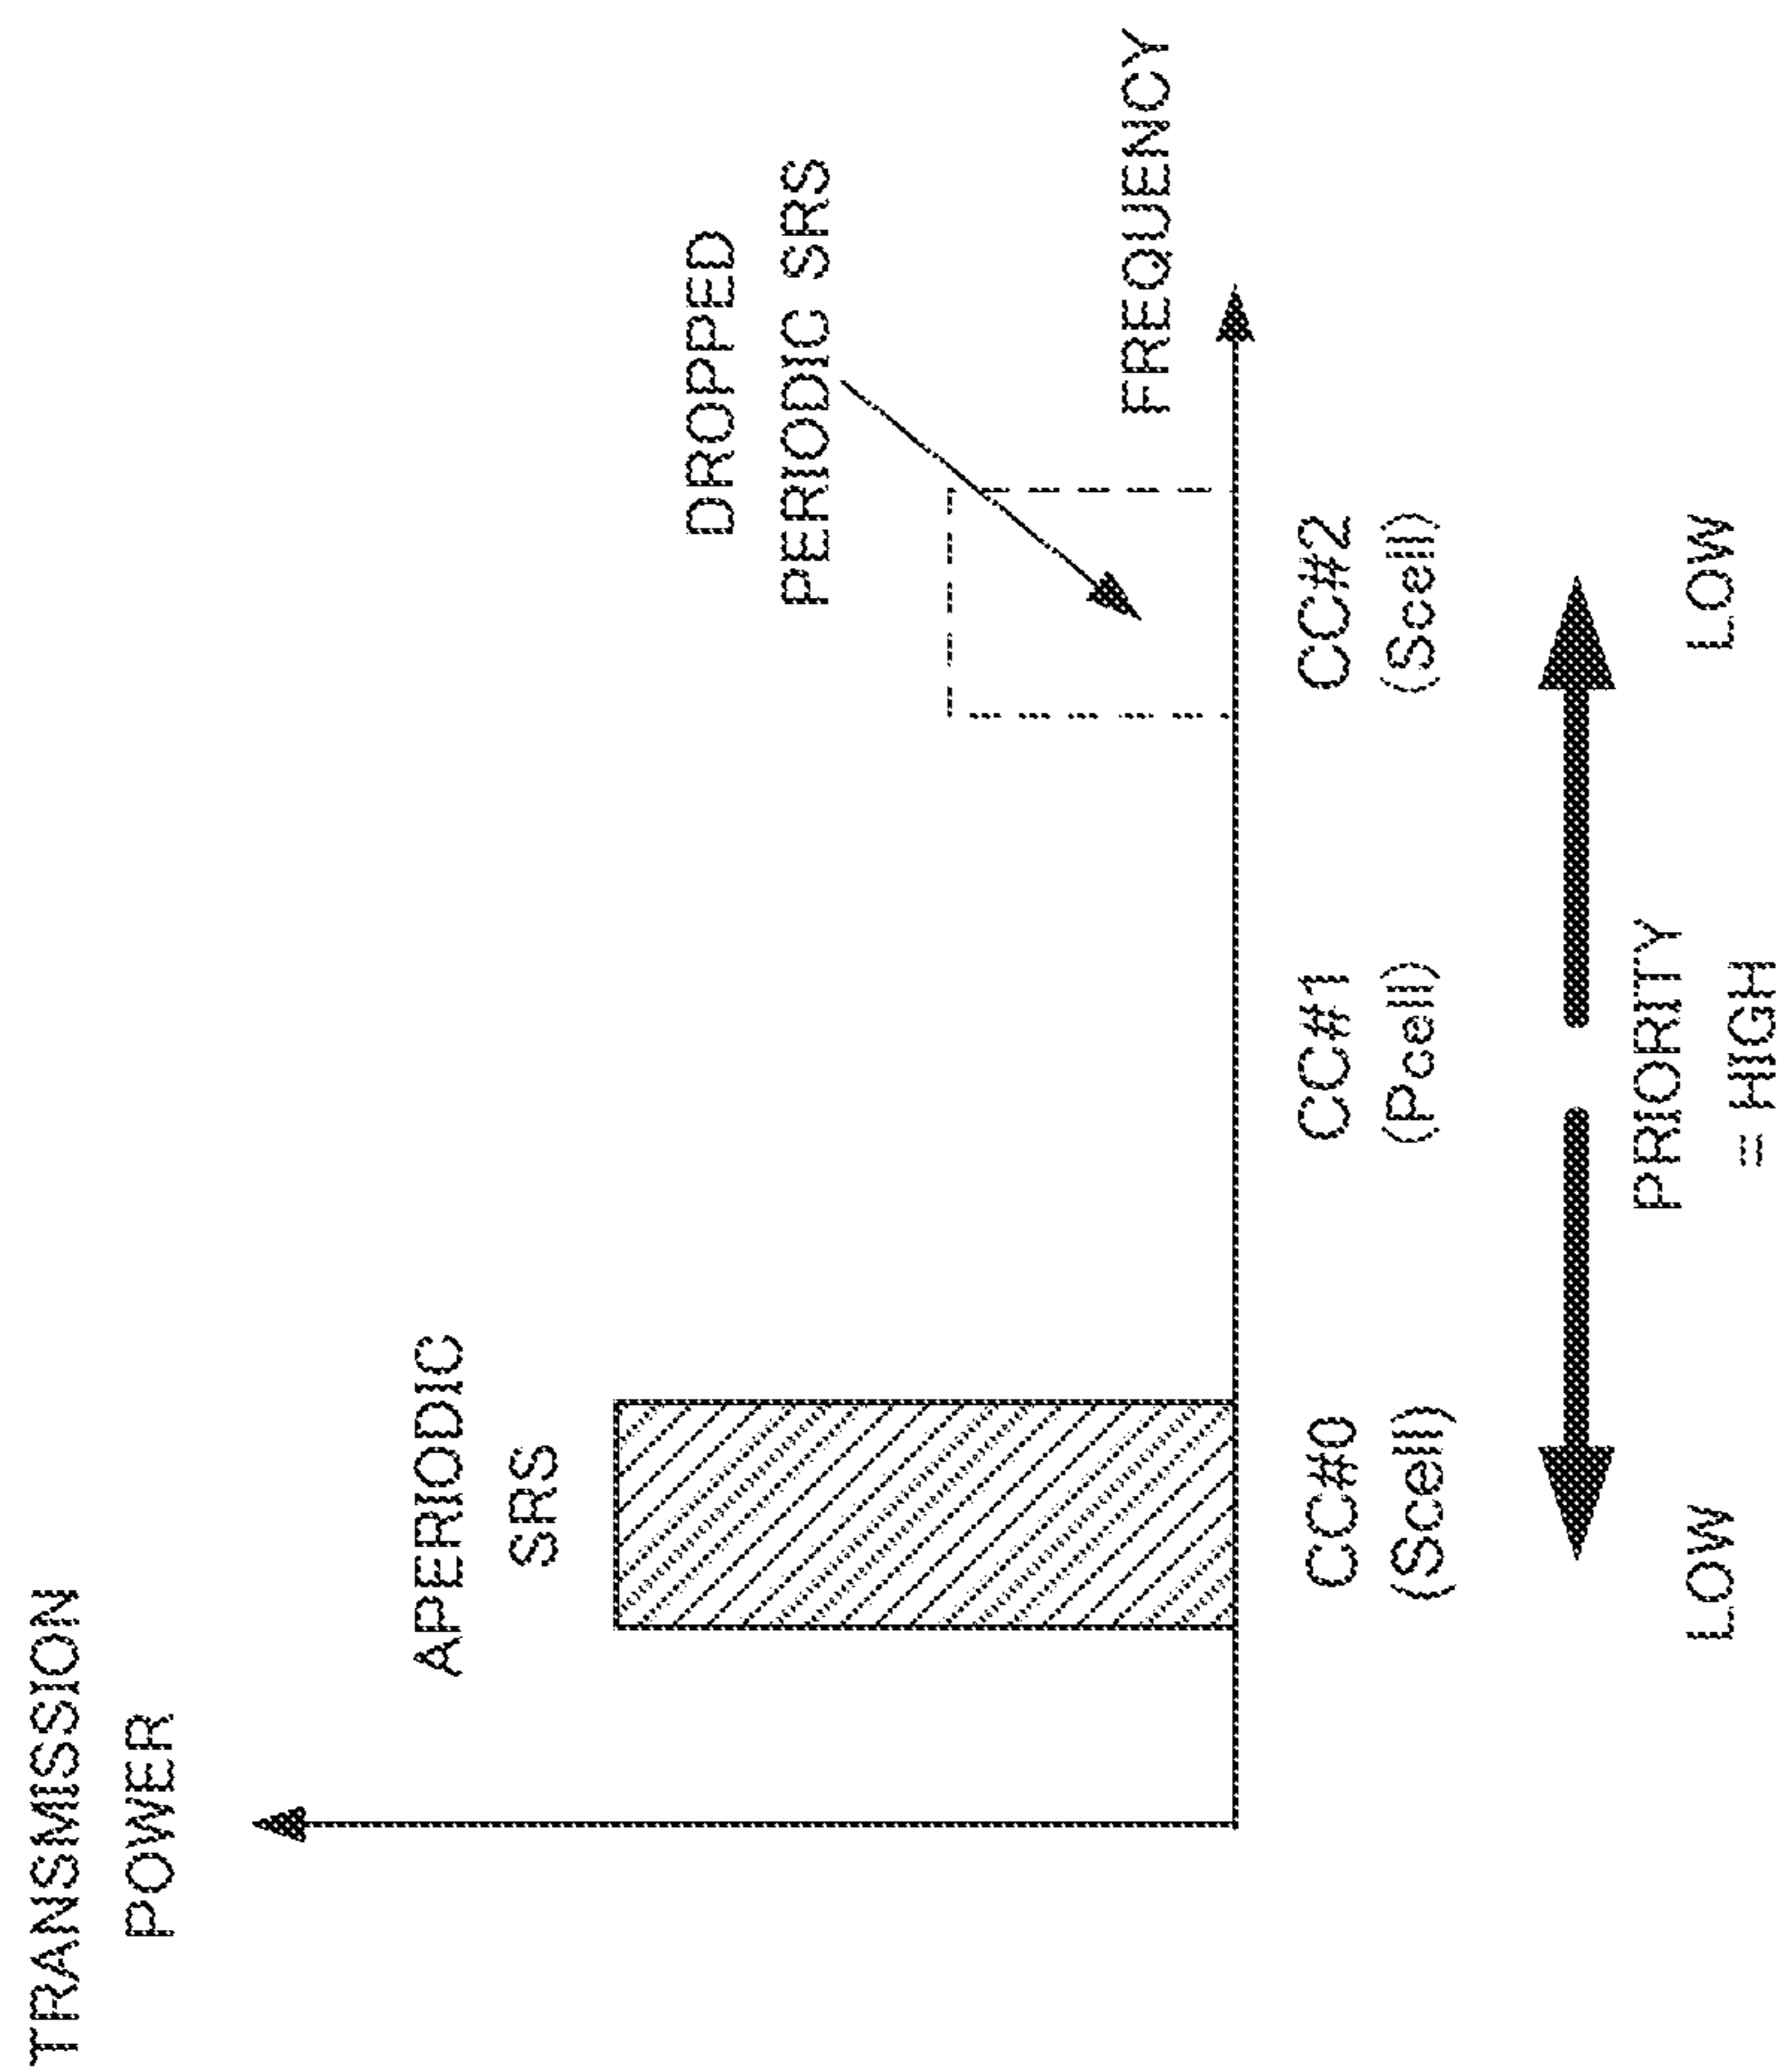 TRANSMISSION
POWER
APERIODIC
SRS
DROPPED
PERIODIC SRS
FREQUENCY
CC#0
(Scell)
CC#1
(Pcell)
CC#2
(Scell)
LOW
PRIORITY
= HIGH
LOW